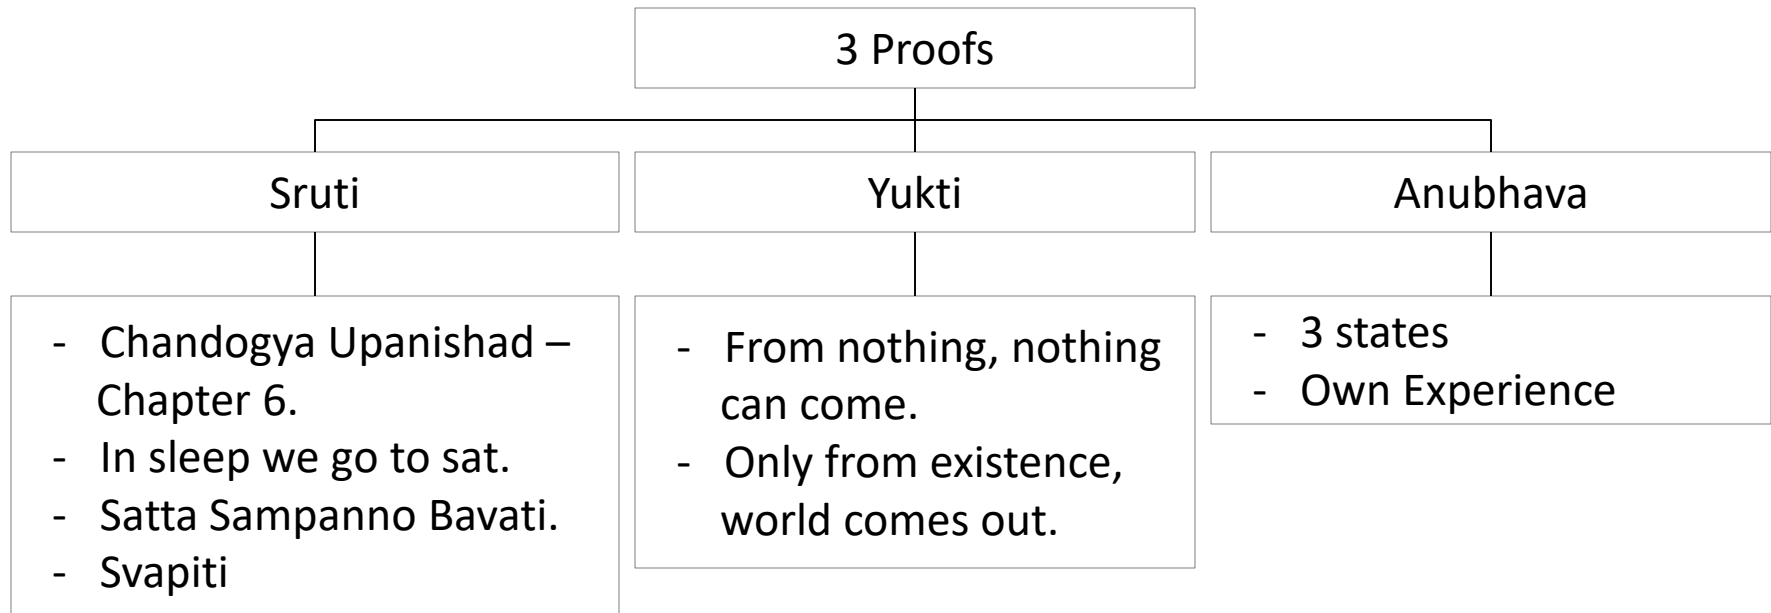 3 Proofs
Sruti
Yukti
Anubhava
- Chandogya Upanishad –
Chapter 6.
- In sleep we go to sat.
- Satta Sampanno Bavati.
- Svapiti
- From nothing, nothing
can come.
- Only from existence,
world comes out.
- 3 states
- Own Experience